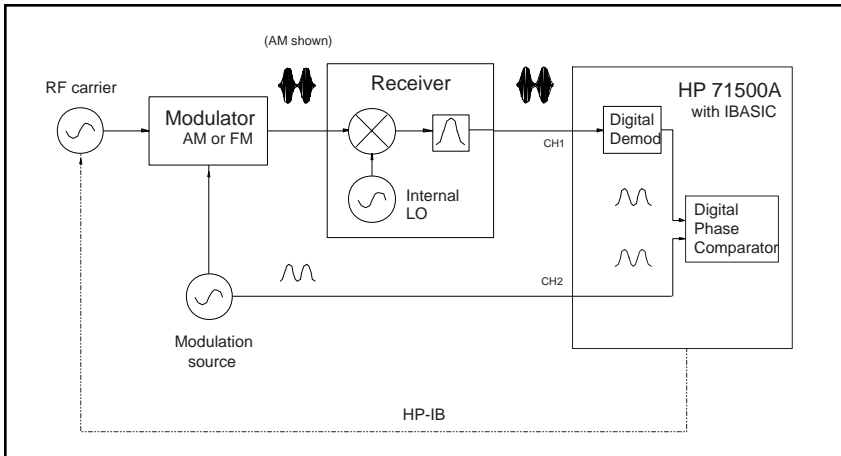 (AM shown)
RF carrier
Modulator
AM or FM
Receiver
Internal
LO
CH1
HP 71500A
with IBASIC
Digital
Demod
Digital
Phase
Comparator
CH2
Modulation
source
HP-IB